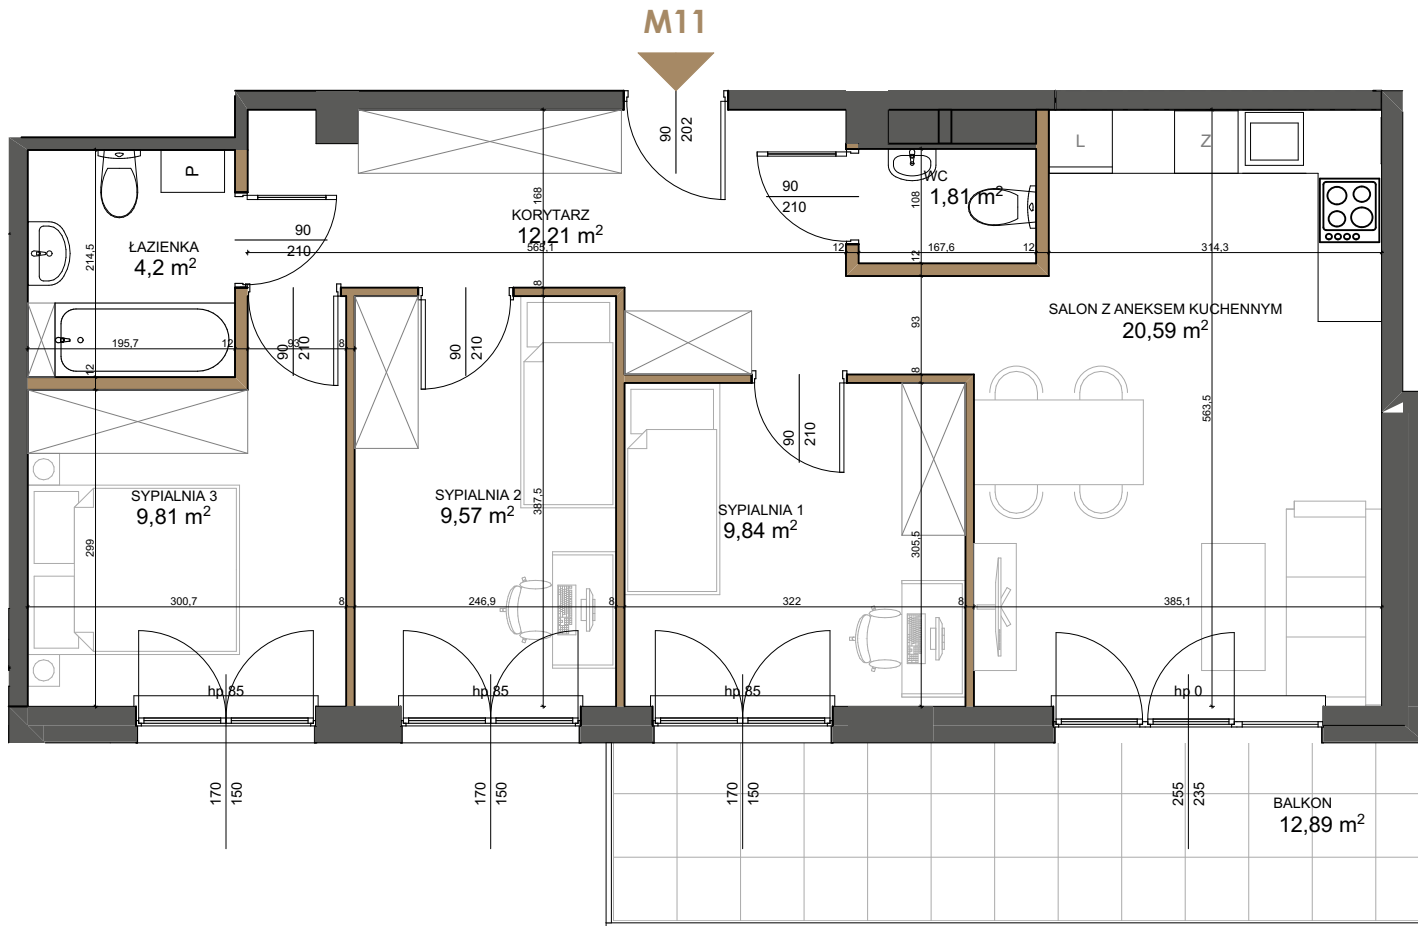 M11
90
202
P
ŁAZIENKA
4,2 m²
214,5
195,7
12
12
90
210
KORYTARZ
12,21 m²
565,1
168
8
90
210
WC
1,81 m²
108
167,6
12
12
12
L
Z
314,3
SALON Z ANEKSEM KUCHENNYM
20,59 m²
563,5
93
8
93
8
90
210
90
210
90
210
SYPIALNIA 3
9,81 m²
299
300,7
8
SYPIALNIA 2
9,57 m²
387,5
246,9
8
SYPIALNIA 1
9,84 m²
305,5
322
8
385,1
hp 85
hp 85
hp 85
hp 0
170
150
170
150
170
150
255
235
BALKON
12,89 m²